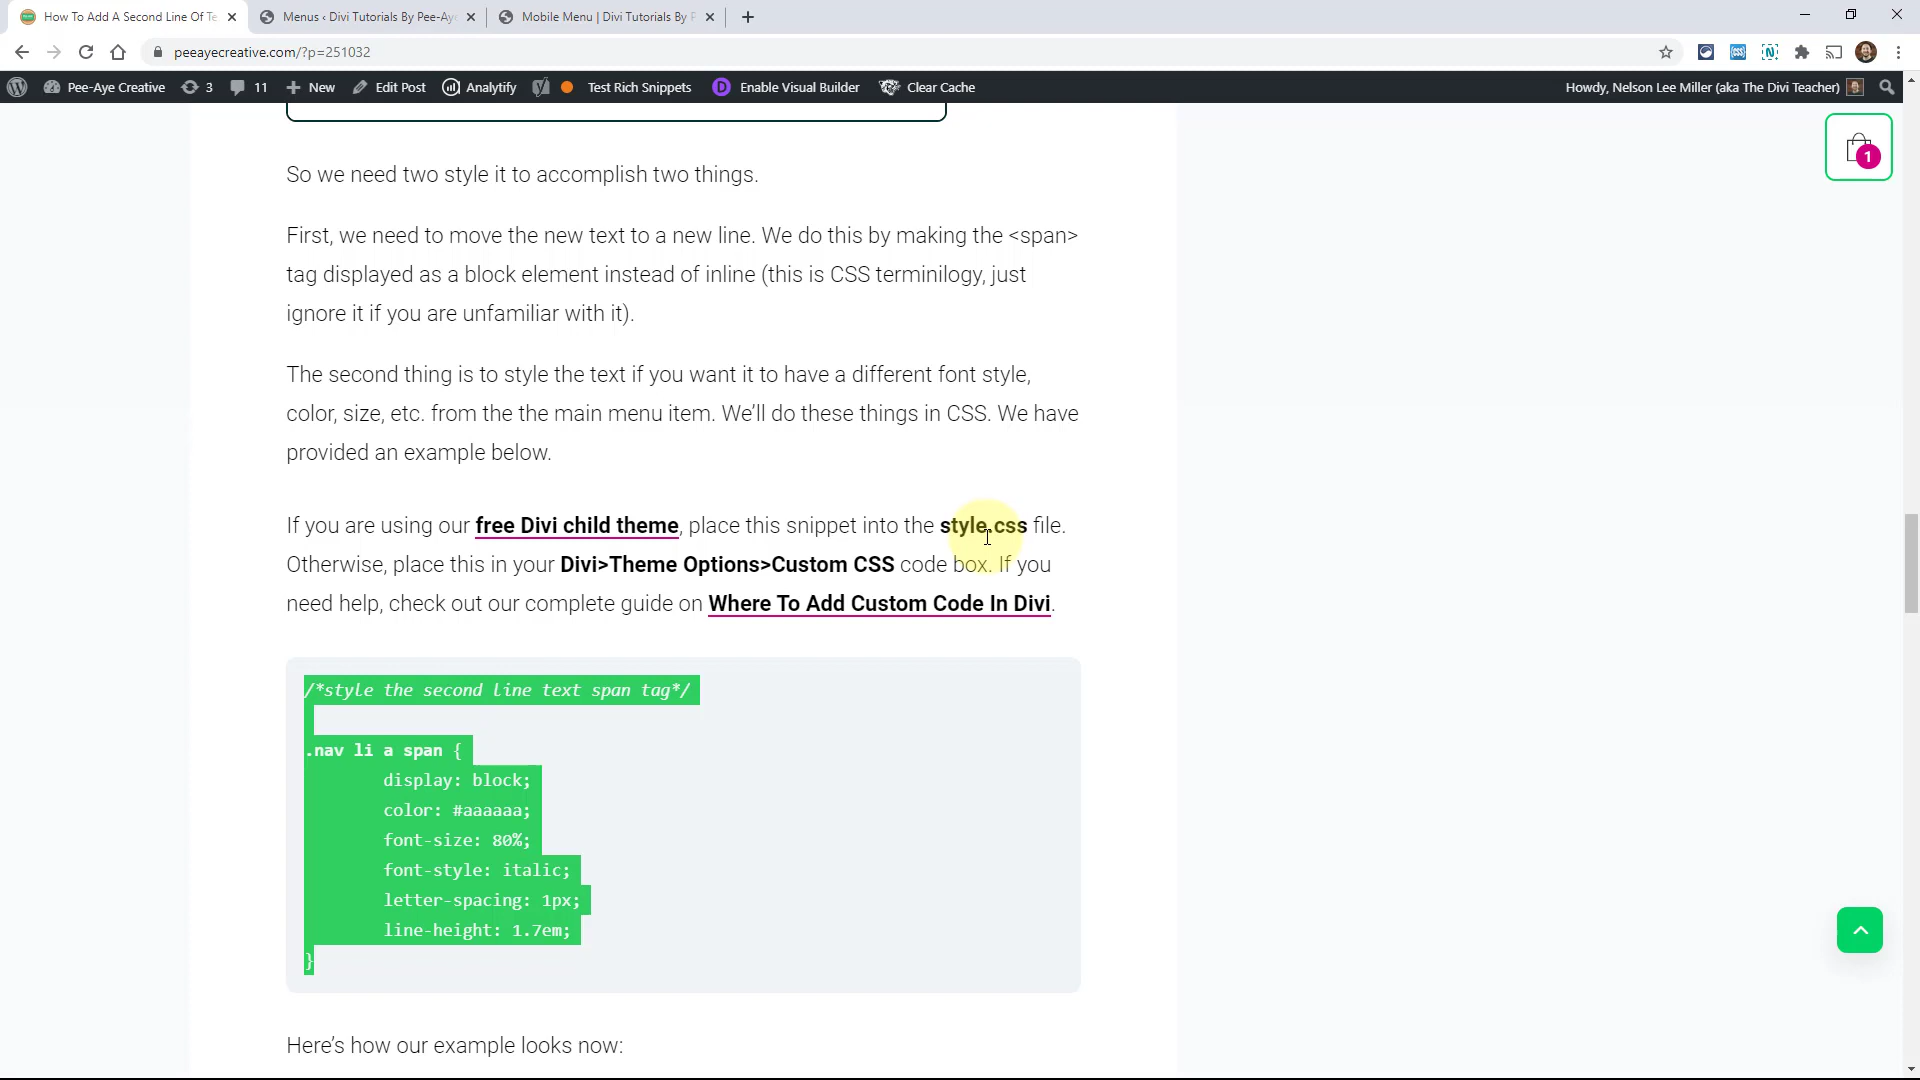 How To Add A Second Line Of Te
Menus ‹ Divi Tutorials By Pee-Aye
Mobile Menu | Divi Tutorials By P
peeayecreative.com/?p=251032
Pee-Aye Creative 3 11 New Edit Post Analytify Test Rich Snippets Enable Visual Builder Clear Cache Howdy, Nelson Lee Miller (aka The Divi Teacher)
1
So we need two style it to accomplish two things.
First, we need to move the new text to a new line. We do this by making the <span>
tag displayed as a block element instead of inline (this is CSS terminilogy, just
ignore it if you are unfamiliar with it).
The second thing is to style the text if you want it to have a different font style,
color, size, etc. from the the main menu item. We'll do these things in CSS. We have
provided an example below.
If you are using our free Divi child theme, place this snippet into the style.css file.
Otherwise, place this in your Divi>Theme Options>Custom CSS code box. If you
need help, check out our complete guide on Where To Add Custom Code In Divi.
/*style the second line text span tag*/
.nav li a span {
display: block;
color: #aaaaaa;
font-size: 80%;
font-style: italic;
letter-spacing: 1px;
line-height: 1.7em;
}
Here's how our example looks now: